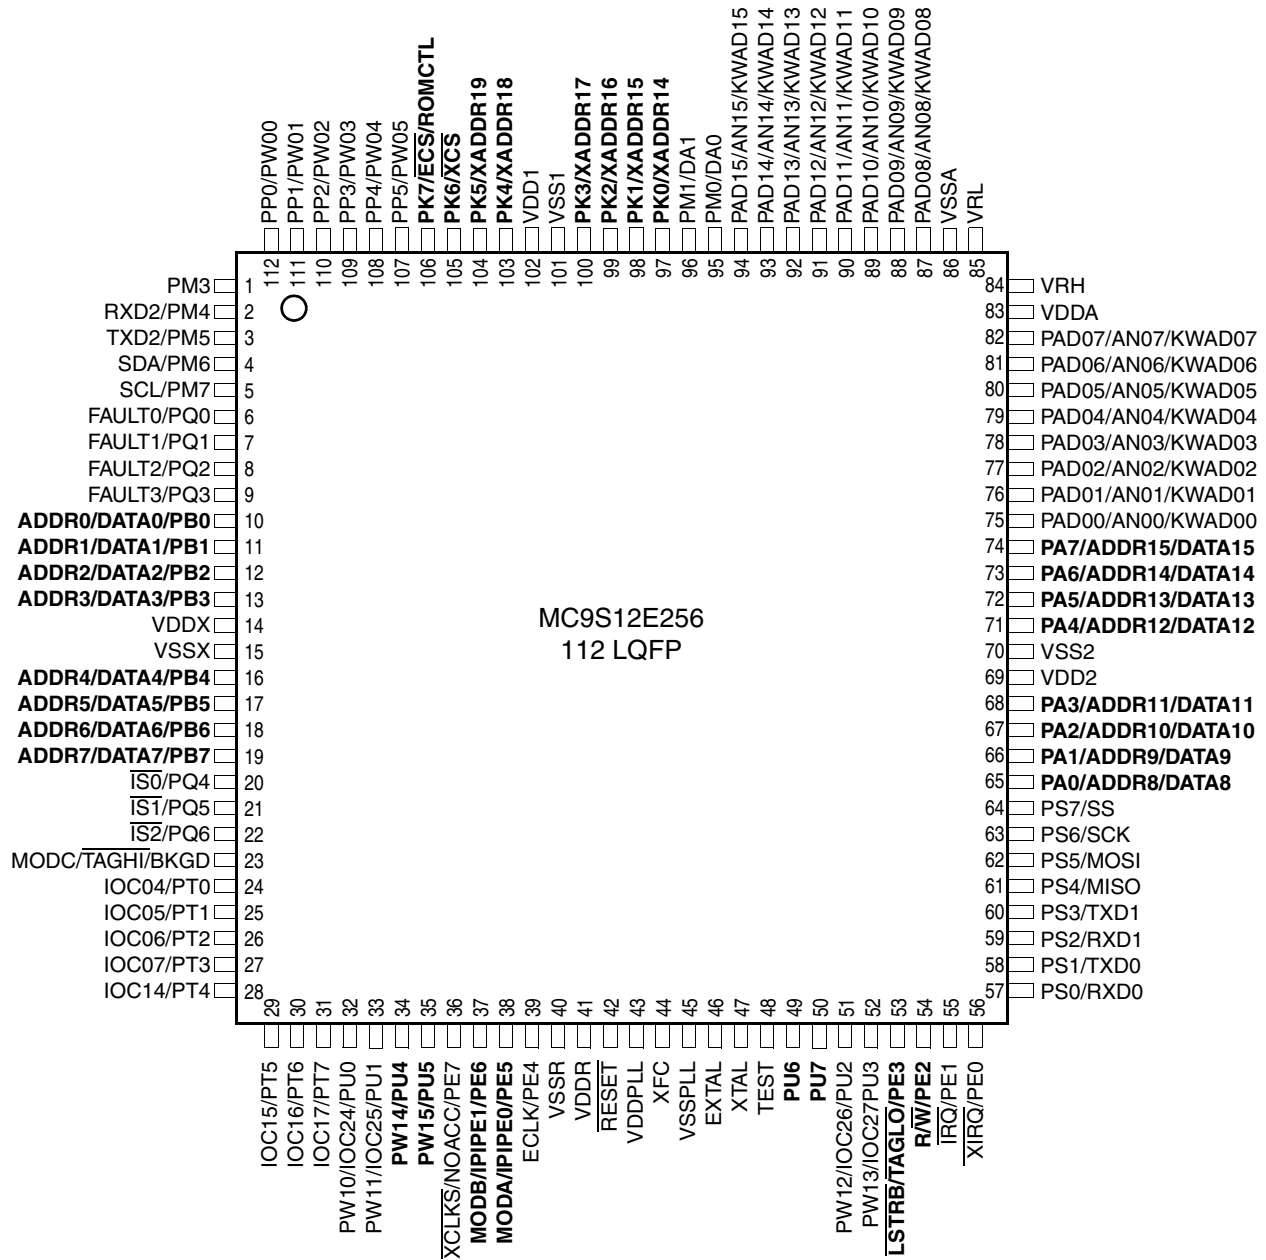 PP0/PW00
PP1/PW01
PP2/PW02
PP3/PW03
PP4/PW04
PP5/PW05
PK7/ECS/ROMCTL
PK6/XCS
PK5/XADDR19
PK4/XADDR18
VDD1
VSS1
PK3/XADDR17
PK2/XADDR16
PK1/XADDR15
PK0/XADDR14
PM1/DA1
PM0/DA0
PAD15/AN15/KWAD15
PAD14/AN14/KWAD14
PAD13/AN13/KWAD13
PAD12/AN12/KWAD12
PAD11/AN11/KWAD11
PAD10/AN10/KWAD10
PAD09/AN09/KWAD09
PAD08/AN08/KWAD08
VSSA
VRL
112
111
110
109
108
107
106
105
104
103
102
101
100
99
98
97
96
95
94
93
92
91
90
89
88
87
86
85
PM3 1
RXD2/PM4 2
TXD2/PM5 3
SDA/PM6 4
SCL/PM7 5
FAULT0/PQ0 6
FAULT1/PQ1 7
FAULT2/PQ2 8
FAULT3/PQ3 9
ADDR0/DATA0/PB0 10
ADDR1/DATA1/PB1 11
ADDR2/DATA2/PB2 12
ADDR3/DATA3/PB3 13
VDDX 14
VSSX 15
ADDR4/DATA4/PB4 16
ADDR5/DATA5/PB5 17
ADDR6/DATA6/PB6 18
ADDR7/DATA7/PB7 19
IS0/PQ4 20
IS1/PQ5 21
IS2/PQ6 22
MODC/TAGHI/BKGD 23
IOC04/PT0 24
IOC05/PT1 25
IOC06/PT2 26
IOC07/PT3 27
IOC14/PT4 28
MC9S12E256
112 LQFP
84 VRH
83 VDDA
82 PAD07/AN07/KWAD07
81 PAD06/AN06/KWAD06
80 PAD05/AN05/KWAD05
79 PAD04/AN04/KWAD04
78 PAD03/AN03/KWAD03
77 PAD02/AN02/KWAD02
76 PAD01/AN01/KWAD01
75 PAD00/AN00/KWAD00
74 PA7/ADDR15/DATA15
73 PA6/ADDR14/DATA14
72 PA5/ADDR13/DATA13
71 PA4/ADDR12/DATA12
70 VSS2
69 VDD2
68 PA3/ADDR11/DATA11
67 PA2/ADDR10/DATA10
66 PA1/ADDR9/DATA9
65 PA0/ADDR8/DATA8
64 PS7/SS
63 PS6/SCK
62 PS5/MOSI
61 PS4/MISO
60 PS3/TXD1
59 PS2/RXD1
58 PS1/TXD0
57 PS0/RXD0
29
30
31
32
33
34
35
36
37
38
39
40
41
42
43
44
45
46
47
48
49
50
51
52
53
54
55
56
IOC15/PT5
IOC16/PT6
IOC17/PT7
PW10/IOC24/PU0
PW11/IOC25/PU1
PW14/PU4
PW15/PU5
XCLKS/NOACC/PE7
MODB/IPIPE1/PE6
MODA/IPIPE0/PE5
ECLK/PE4
VSSR
VDDR
RESET
VDDPLL
XFC
VSSPLL
EXTAL
XTAL
TEST
PU6
PU7
PW12/IOC26/PU2
PW13/IOC27PU3
LSTRB/TAGLO/PE3
R/W/PE2
IRQ/PE1
XIRQ/PE0